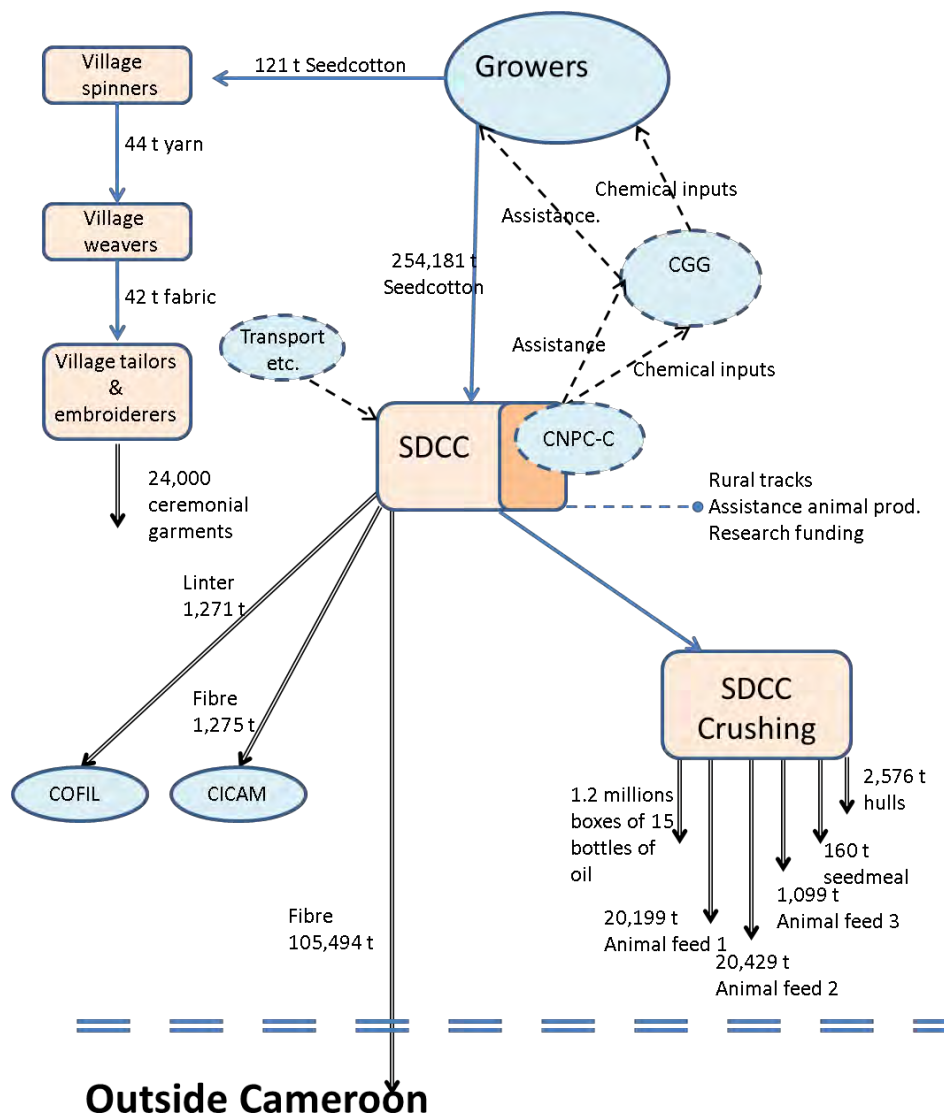 Village
spinners
121 t Seedcotton
Growers
44 t yarn
Chemical inputs
Assistance.
Village
weavers
CGG
254,181 t
Seedcotton
42 t fabric
Transport
etc.
Assistance
Village tailors
&
embroiderers
Chemical inputs
SDCC
CNPC-C
24,000
ceremonial
garments
Rural tracks
Assistance animal prod.
Research funding
Linter
1,271 t
Fibre
1,275 t
SDCC
Crushing
COFIL
CICAM
1.2 millions
boxes of 15
bottles of
oil
2,576 t
hulls
160 t
seedmeal
1,099 t
Animal feed 3
20,199 t
Animal feed 1
20,429 t
Animal feed 2
Fibre
105,494 t
Outside Cameroon